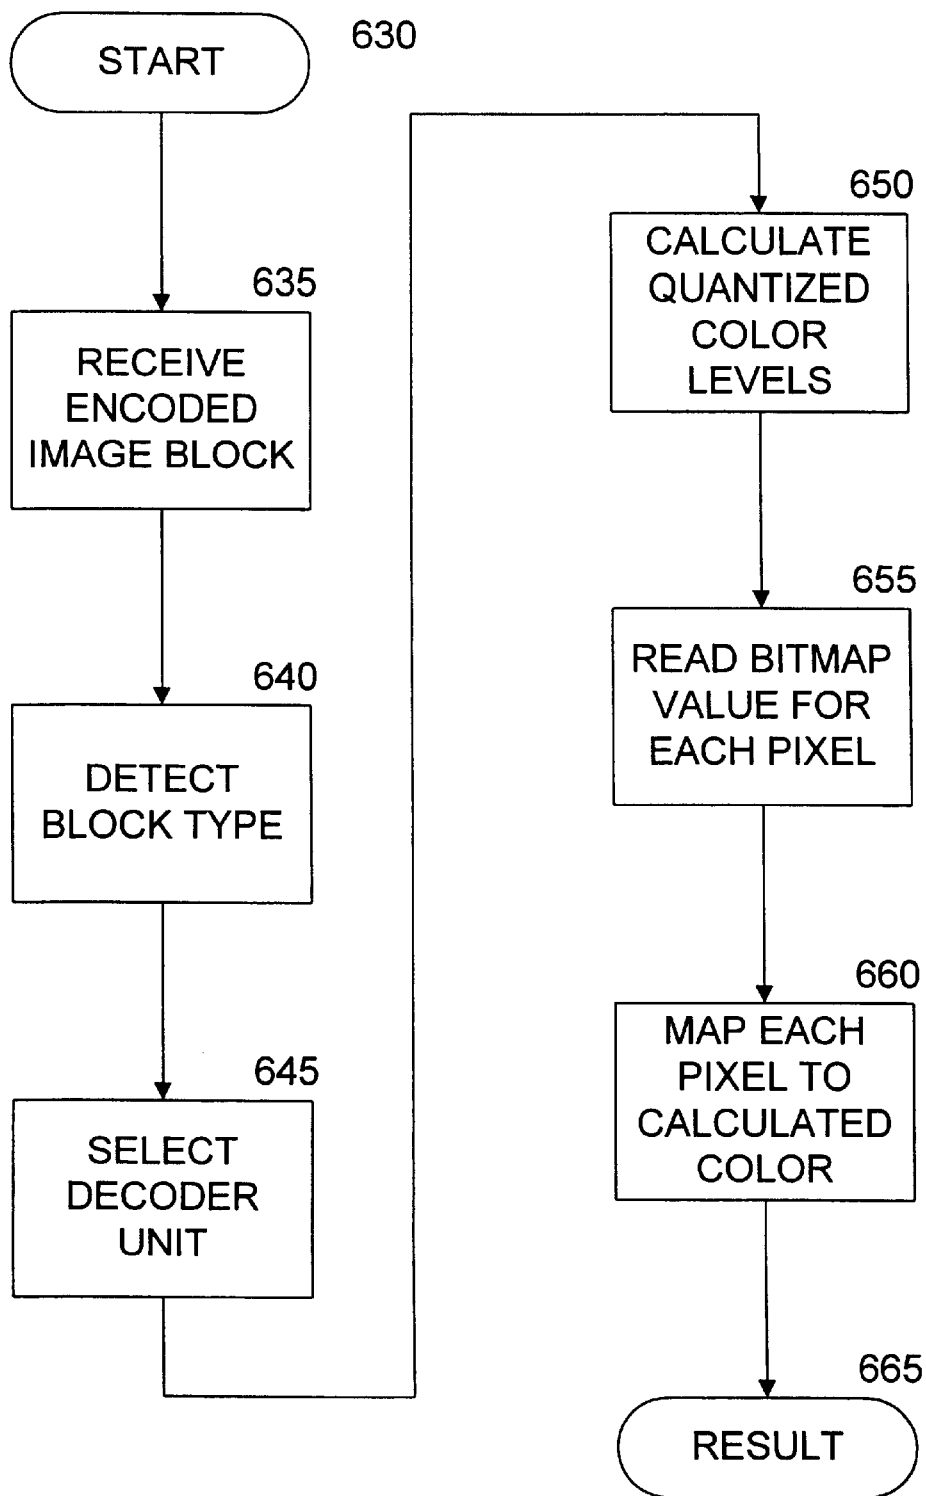 START
630
635
RECEIVE
ENCODED
IMAGE BLOCK
640
DETECT
BLOCK TYPE
645
SELECT
DECODER
UNIT
650
CALCULATE
QUANTIZED
COLOR
LEVELS
655
READ BITMAP
VALUE FOR
EACH PIXEL
660
MAP EACH
PIXEL TO
CALCULATED
COLOR
665
RESULT